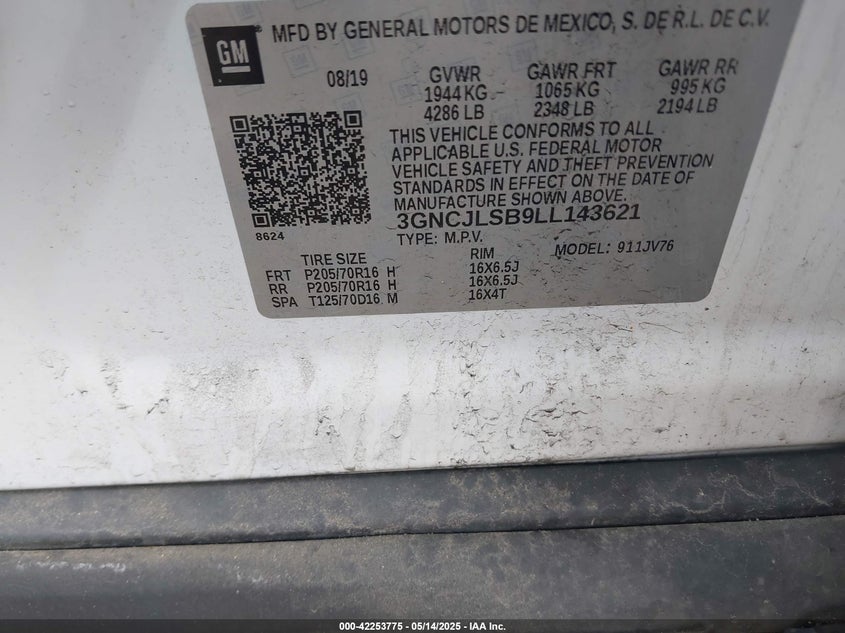 GM
MFD BY GENERAL MOTORS DE MEXICO, S. DE R.L. DE C.V.
08/19 GVWR GAWR FRT GAWR RR
1944 KG 1065 KG 995 KG
4286 LB 2348 LB 2194 LB
THIS VEHICLE CONFORMS TO ALL
APPLICABLE U.S. FEDERAL MOTOR
VEHICLE SAFETY AND THEFT PREVENTION
STANDARDS IN EFFECT ON THE DATE OF
MANUFACTURE SHOWN ABOVE.
3GNCJLSB9LL143621
8624
TYPE: M.P.V. MODEL: 911JV76
TIRE SIZE RIM
FRT P205/70R16 H 16X6.5J
RR P205/70R16 H 16X6.5J
SPA T125/70D16 M 16X4T
000-42253775 - 05/14/2025 - IAA Inc.